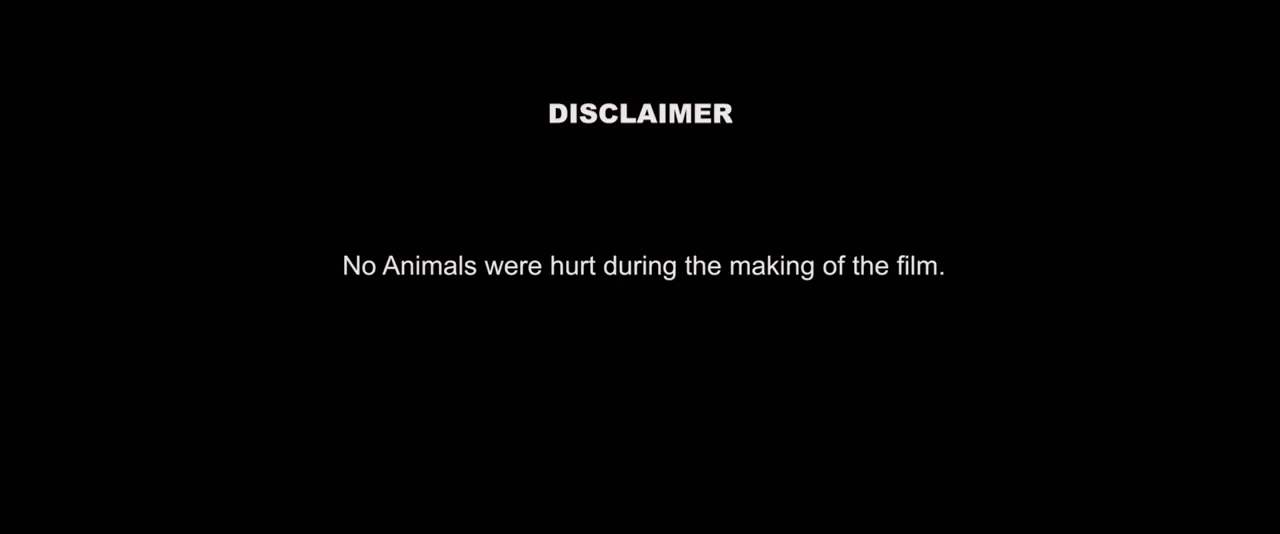 DISCLAIMER
No Animals were hurt during the making of the film.